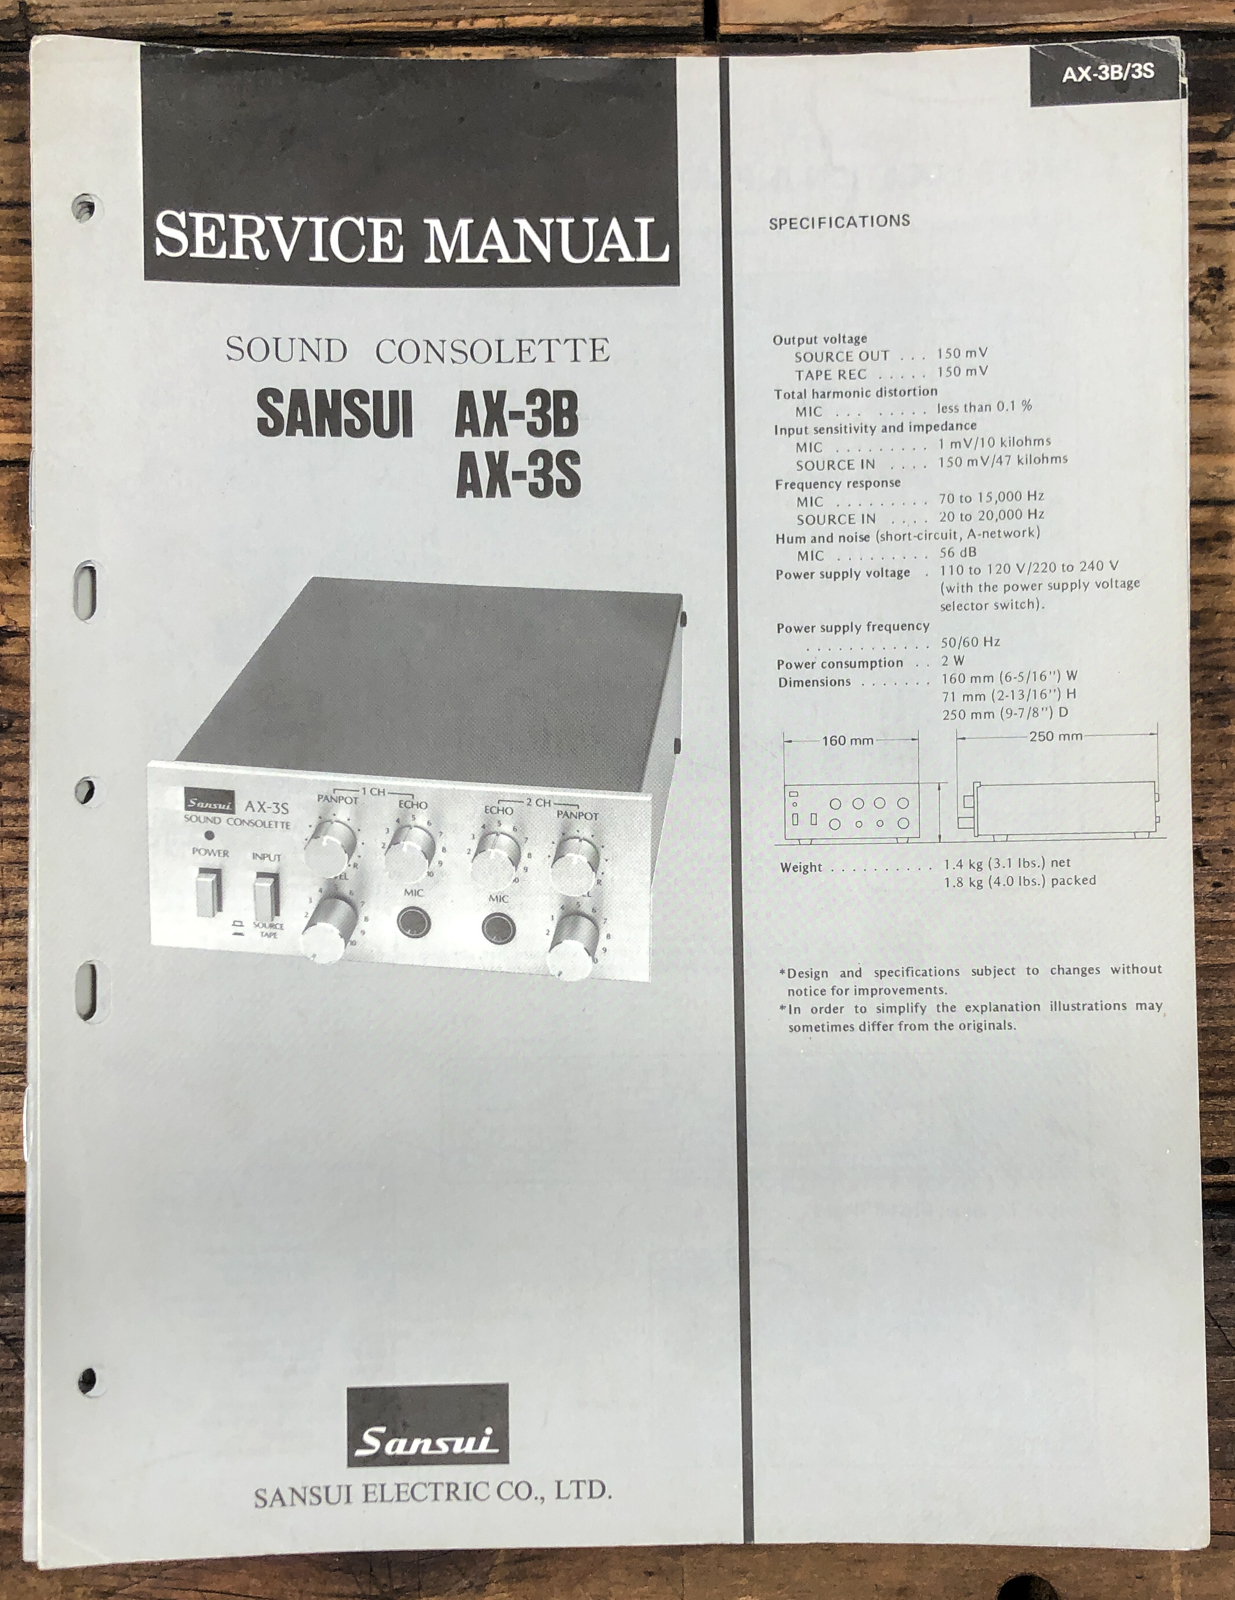 AX-3B/3S
SERVICE MANUAL
SOUND CONSOLETTE
SANSUI AX-3B
AX-3S
Sansui AX-3S
SOUND CONSOLETTE
POWER INPUT
SOURCE
TAPE
1 CH
PANPOT ECHO
2 CH
ECHO PANPOT
MIC
MIC
Sansui
SANSUI ELECTRIC CO., LTD.
SPECIFICATIONS
Output voltage
SOURCE OUT . . . 150 mV
TAPE REC . . . . . 150 mV
Total harmonic distortion
MIC . . . . . . . . less than 0.1 %
Input sensitivity and impedance
MIC . . . . . . . . . 1 mV/10 kilohms
SOURCE IN . . . . 150 mV/47 kilohms
Frequency response
MIC . . . . . . . . . 70 to 15,000 Hz
SOURCE IN . . . . 20 to 20,000 Hz
Hum and noise (short-circuit, A-network)
MIC . . . . . . . . . 56 dB
Power supply voltage . 110 to 120 V/220 to 240 V
(with the power supply voltage
selector switch).
Power supply frequency
. . . . . . . . . . . . 50/60 Hz
Power consumption . . 2 W
Dimensions . . . . . . . 160 mm (6-5/16") W
71 mm (2-13/16") H
250 mm (9-7/8") D
160 mm 250 mm
Weight . . . . . . . . . . 1.4 kg (3.1 lbs.) net
1.8 kg (4.0 lbs.) packed
*Design and specifications subject to changes without
notice for improvements.
*In order to simplify the explanation illustrations may
sometimes differ from the originals.